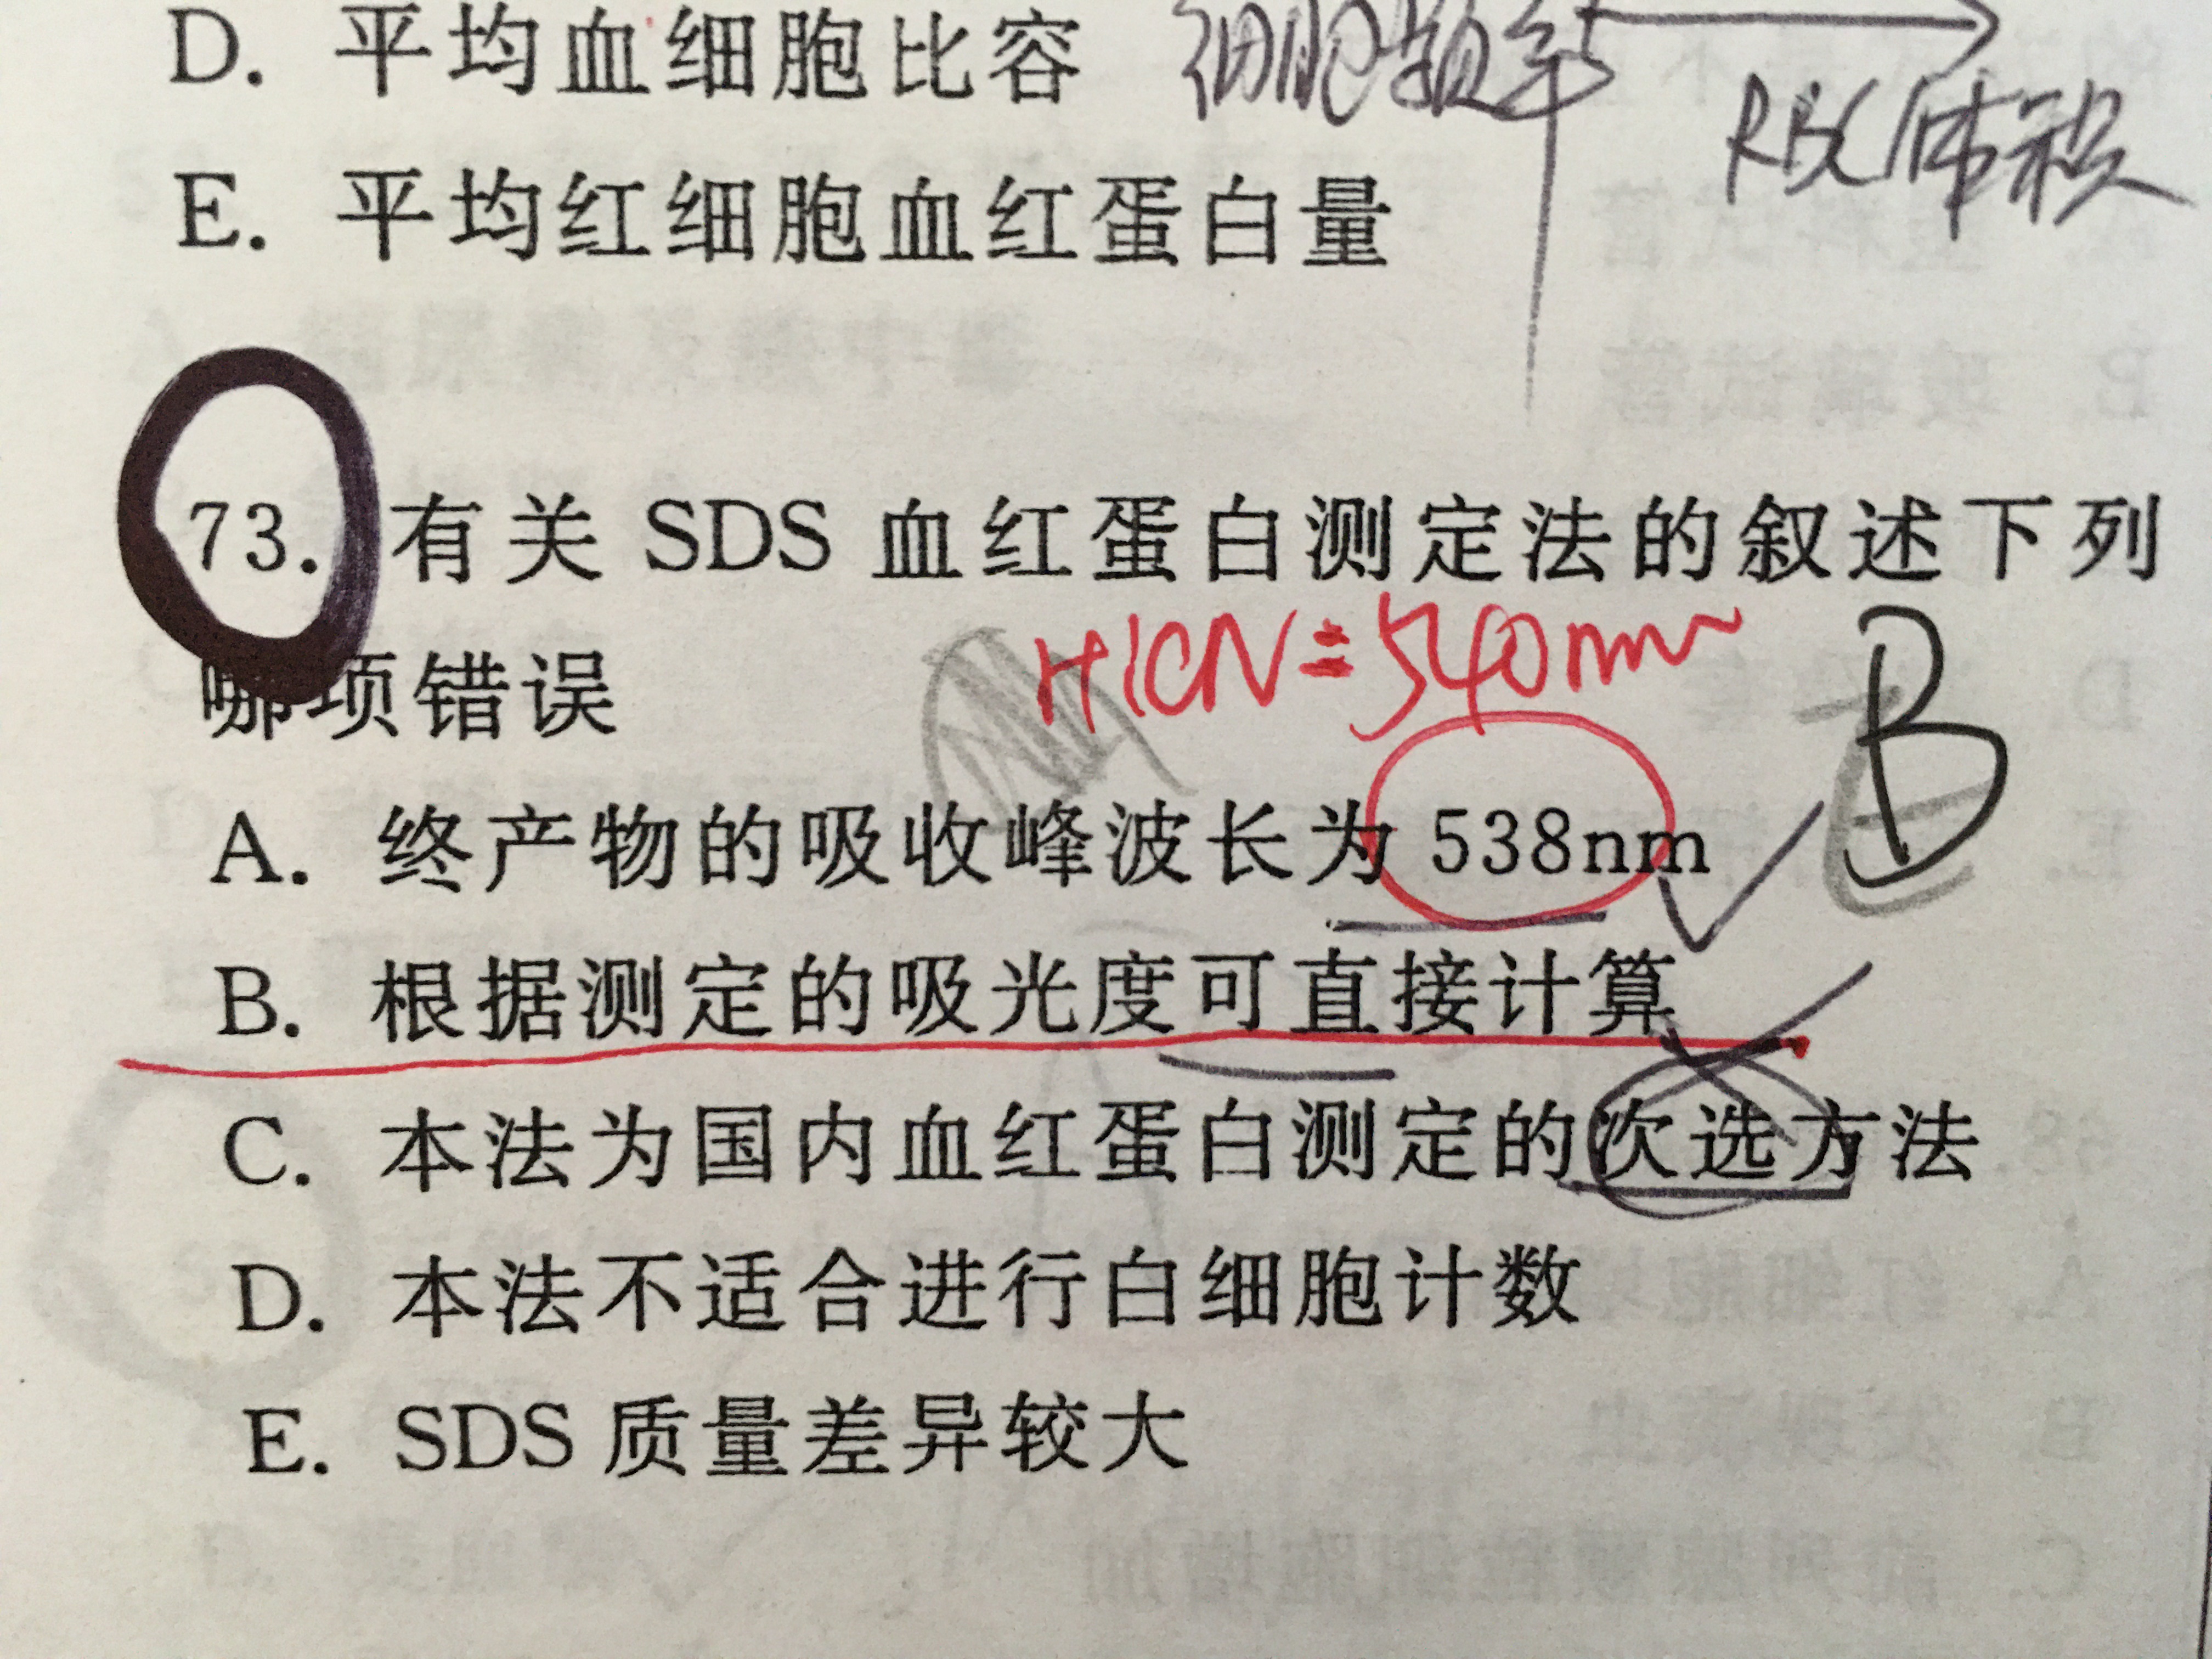 D. 平均血细胞比容 细胞频率
RBC体积
E. 平均红细胞血红蛋白量
73. 有关 SDS 血红蛋白测定法的叙述下列
哪项错误
HiCN=540nm
B
A. 终产物的吸收峰波长为 538nm
B. 根据测定的吸光度可直接计算
C. 本法为国内血红蛋白测定的次选方法
D. 本法不适合进行白细胞计数
E. SDS 质量差异较大